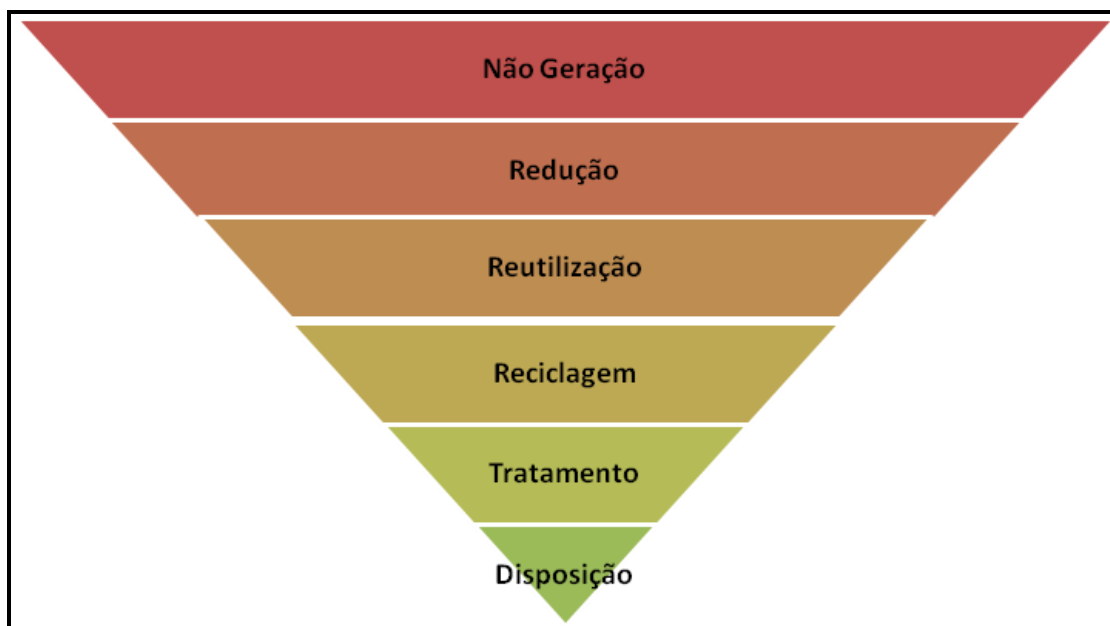 Não Geração
Redução
Reutilização
Reciclagem
Tratamento
Disposição